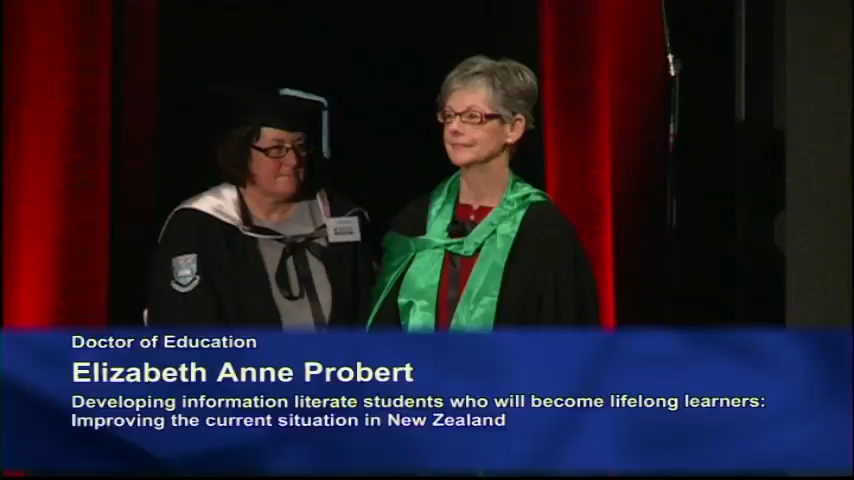 Doctor of Education
Elizabeth Anne Probert
Developing information literate students who will become lifelong learners:
Improving the current situation in New Zealand